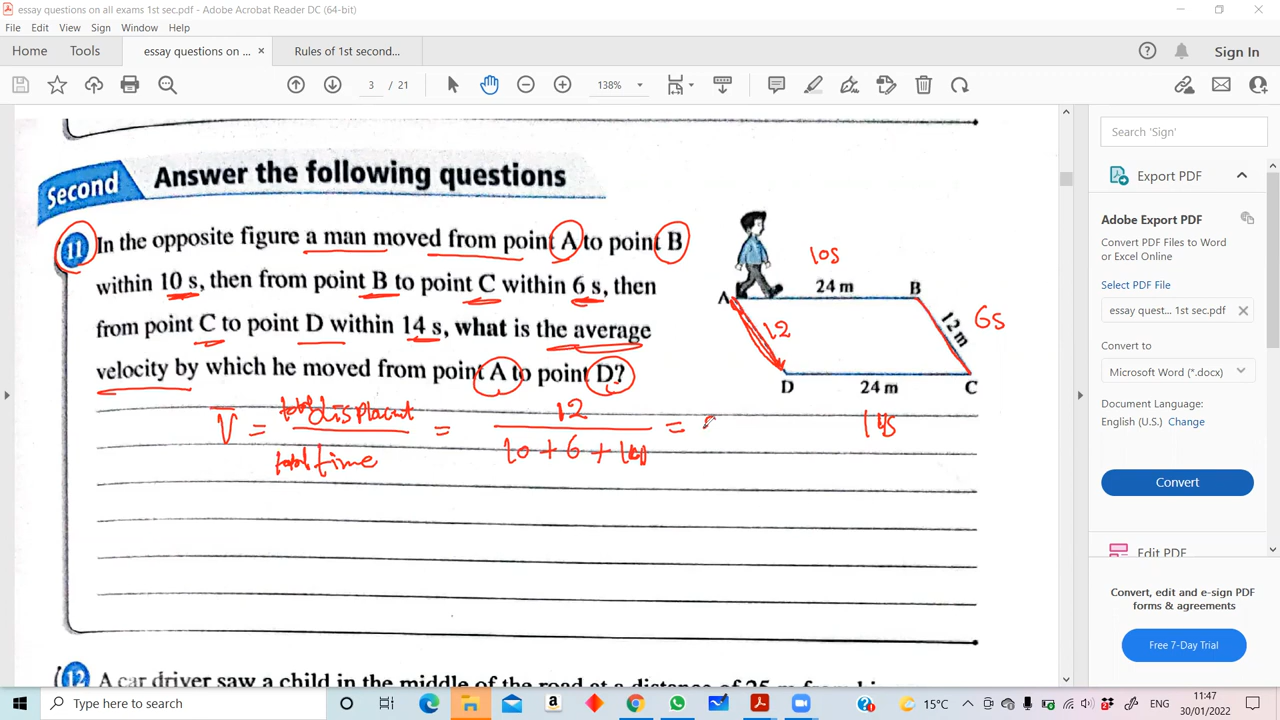 essay questions on all exams 1st sec.pdf - Adobe Acrobat Reader DC (64-bit)
File Edit View Sign Window Help
Home Tools essay questions on ... × Rules of 1st second... Sign In
3 / 21 138%
Second Answer the following questions
11 In the opposite figure a man moved from point A to point B
within 10 s, then from point B to point C within 6 s, then
from point C to point D within 14 s, what is the average
velocity by which he moved from point A to point D?
10s
A 24 m B
12 12 m 6s
D 24 m C
14s
V = total / total time = 12 / 10 + 6 + 14 =
12 A car driver saw a child in the middle of the road at a distance of 25 m from
Search 'Sign'
Export PDF
Adobe Export PDF
Convert PDF Files to Word
or Excel Online
Select PDF File
essay quest... 1st sec.pdf ×
Convert to
Microsoft Word (*.docx)
Document Language:
English (U.S.) Change
Convert
Edit PDF
Convert, edit and e-sign PDF
forms & agreements
Free 7-Day Trial
Type here to search
15°C
11:47
30/01/2022